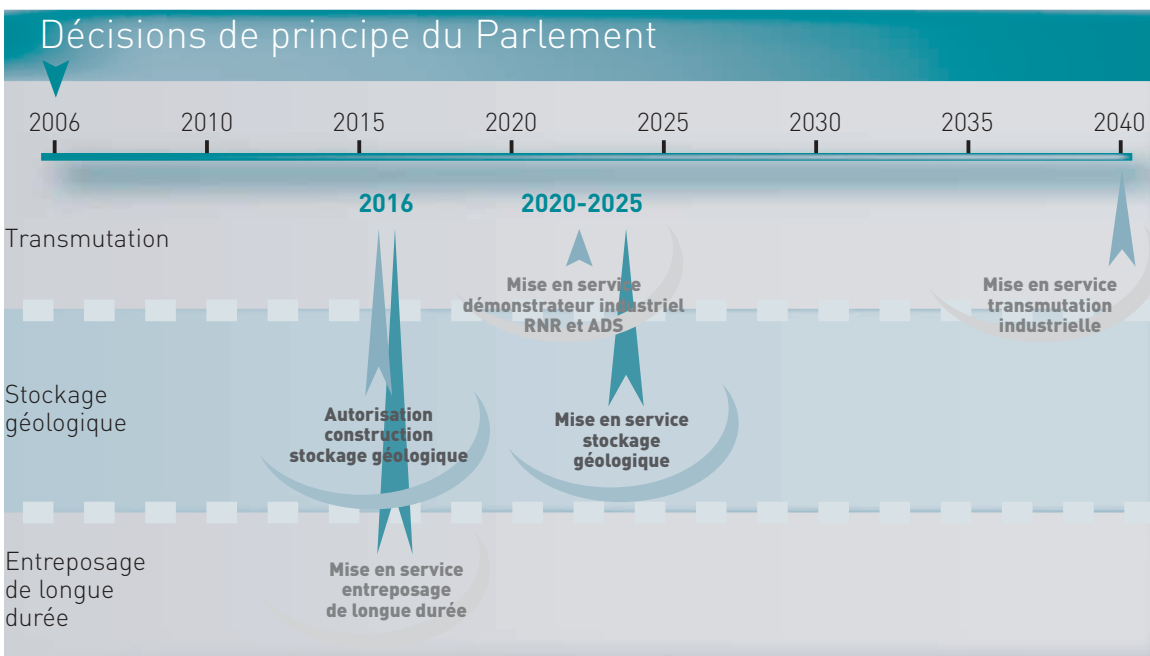 Décisions de principe du Parlement
2006 2010 2015 2020 2025 2030 2035 2040
2016 2020-2025
Transmutation
Mise en service
démonstrateur industriel
RNR et ADS
Mise en service
transmutation
industrielle
Stockage
géologique
Autorisation
construction
stockage géologique
Mise en service
stockage
géologique
Entreposage
de longue
durée
Mise en service
entreposage
de longue durée